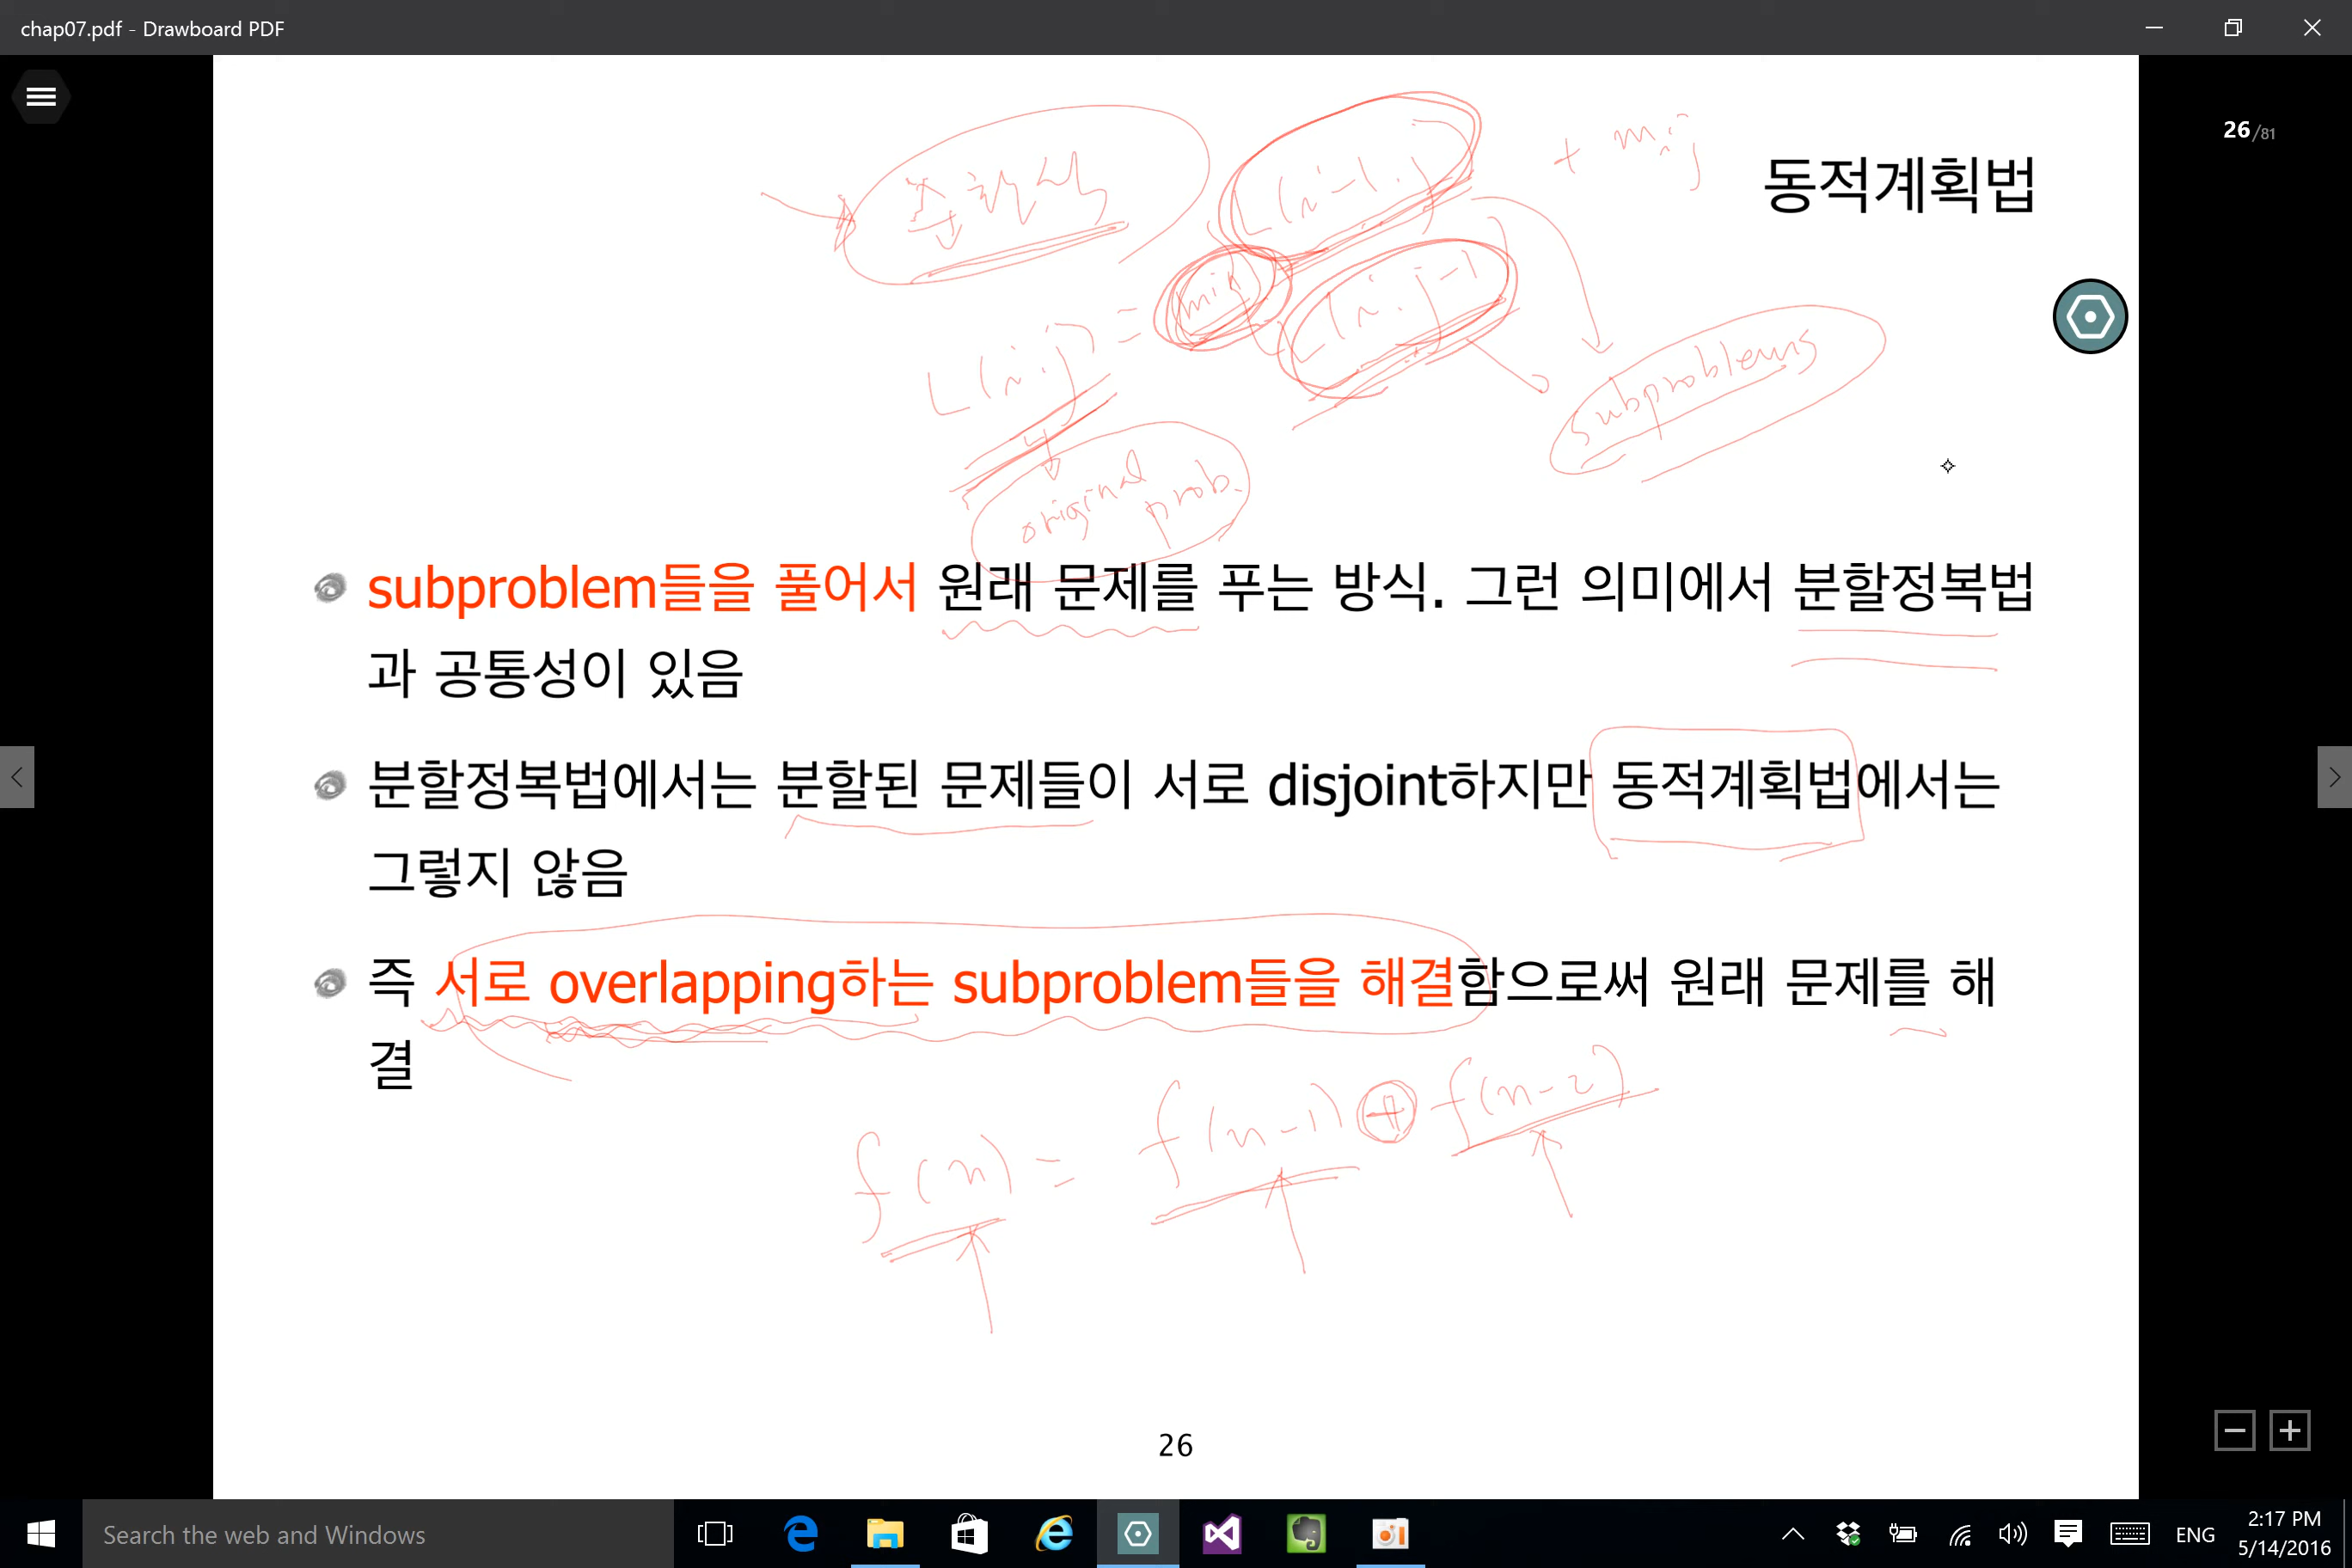 chap07.pdf - Drawboard PDF
26/81
순환식
L(i-1,j)
+ mij
동적계획법
L(i,j) = min
L(i,j-1)
subproblems
original prob.
subproblem들을 풀어서 원래 문제를 푸는 방식. 그런 의미에서 분할정복법
과 공통성이 있음
분할정복법에서는 분할된 문제들이 서로 disjoint하지만 동적계획법에서는
그렇지 않음
즉 서로 overlapping하는 subproblem들을 해결함으로써 원래 문제를 해
결
f(n) = f(n-1) + f(n-2)
26
Search the web and Windows
ENG
2:17 PM
5/14/2016